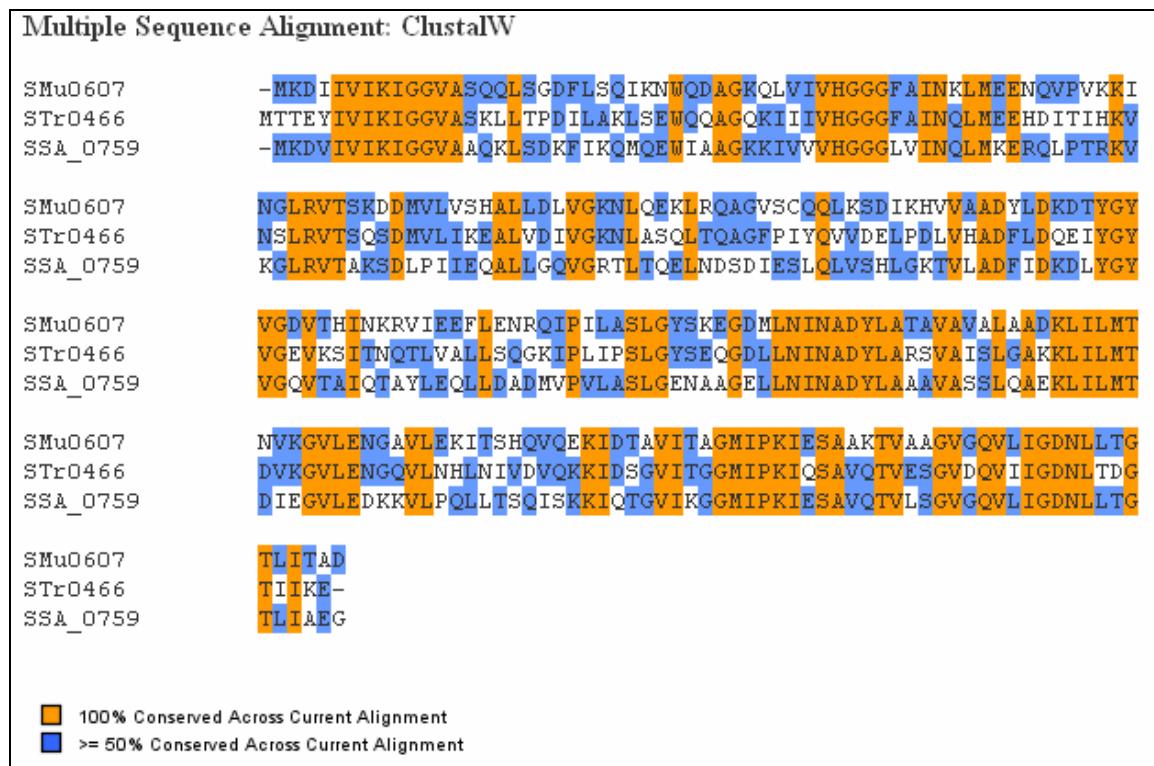 Multiple Sequence Alignment: ClustalW
SMu0607 -MKDIIVIKIGGVASQQLSGDFLSQIKNWQDAGKQLVIVHGGGFAINKLMEENQVPVKKI
STr0466 MTTEYIVIKIGGVASKLLTPDILAKLSEWQQAGQKIIIVHGGGFAINQLMEEHDITIHKV
SSA_0759 -MKDVIVIKIGGVAAQKLSDKFIKQMQEWIAAGKKIVVVHGGGLVINQLMKERQLPTRKV
SMu0607 NGLRVTSKDDMVLVSHALLDLVGKNLQEKLRQAGVSCQQLKSDIKHVVAADYLDKDTYGY
STr0466 NSLRVTSQSDMVLIKEALVDIVGKNLASQLTQAGFPIYQVVDELPDLVHADFLDQEIYGY
SSA_0759 KGLRVTAKSDLPIIEQALLGQVGRTLTQELNDSDIESLQLVSHLGKTVLADFIDKDLYGY
SMu0607 VGDVTHINKRVIEEFLENRQIPILASLGYSKEGDMLNINADYLATAVAVALAADKLILMT
STr0466 VGEVKSITNQTLVALLSQGKIPLIPSLGYSEQGDLLNINADYLARSVAISLGAKKLILMT
SSA_0759 VGQVTAIQTAYLEQLLDADMVPVLASLGENAAGELLNINADYLAAAVASSLQAEKLILMT
SMu0607 NVKGVLENGAVLEKITSHQVQEKIDTAVITAGMIPKIESAAKTVAAGVGQVLIGDNLLTG
STr0466 DVKGVLENGQVLNHLNIVDVQKKIDSGVITGGMIPKIQSAVQTVESGVDQVIIGDNLTDG
SSA_0759 DIEGVLEDKKVLPQLLTSQISKKIQTGVIKGGMIPKIESAVQTVLSGVGQVLIGDNLLTG
SMu0607 TLITAD
STr0466 TIIKE-
SSA_0759 TLIAEG
100% Conserved Across Current Alignment
>= 50% Conserved Across Current Alignment